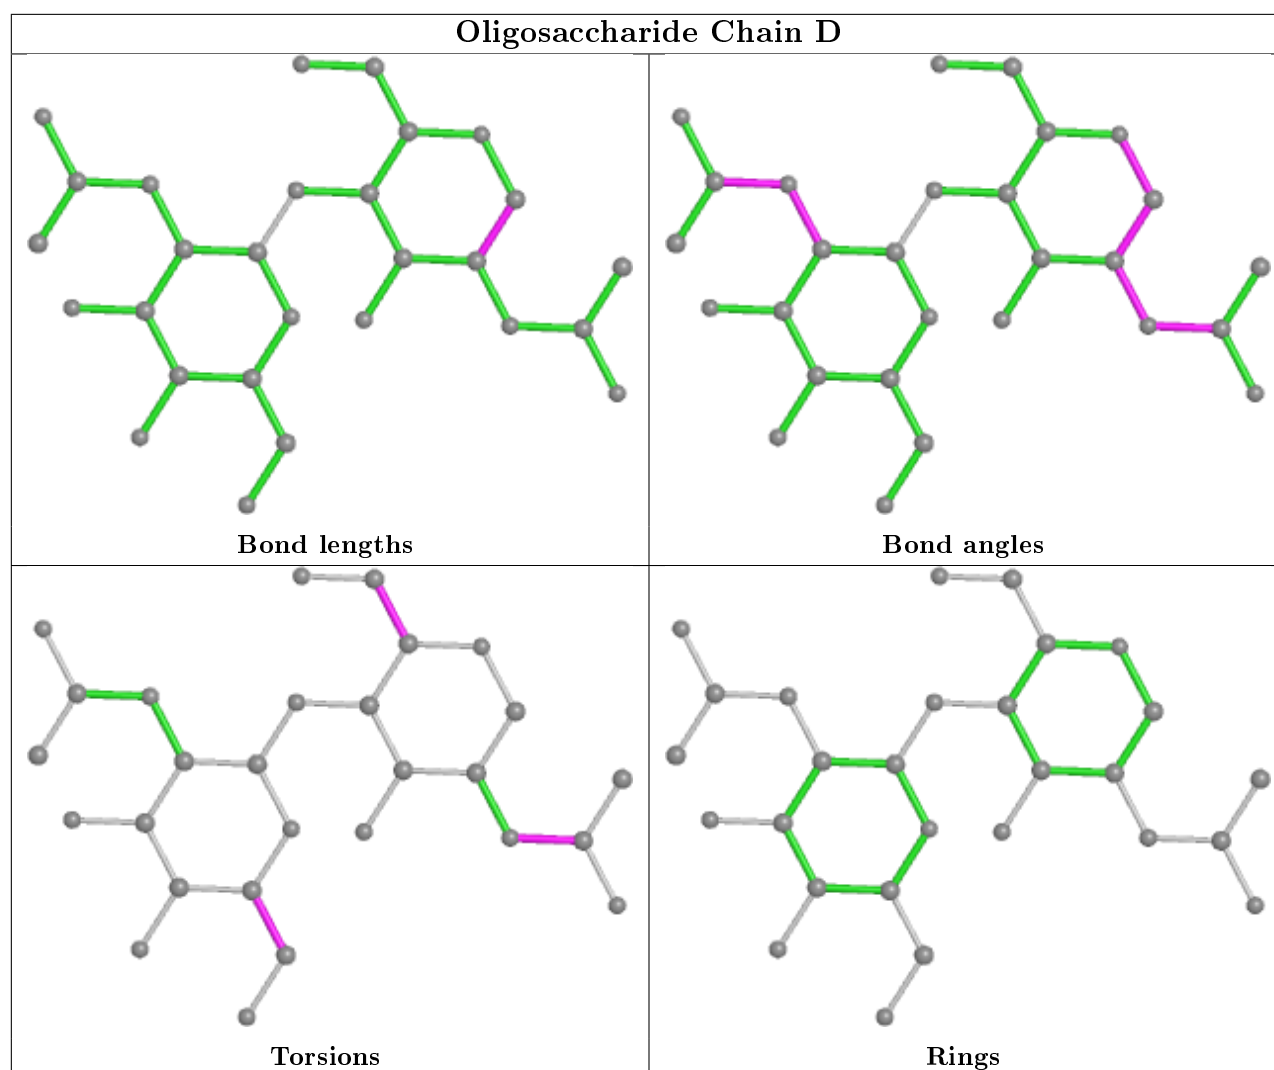 Oligosaccharide Chain D
Bond lengths
Bond angles
Torsions
Rings